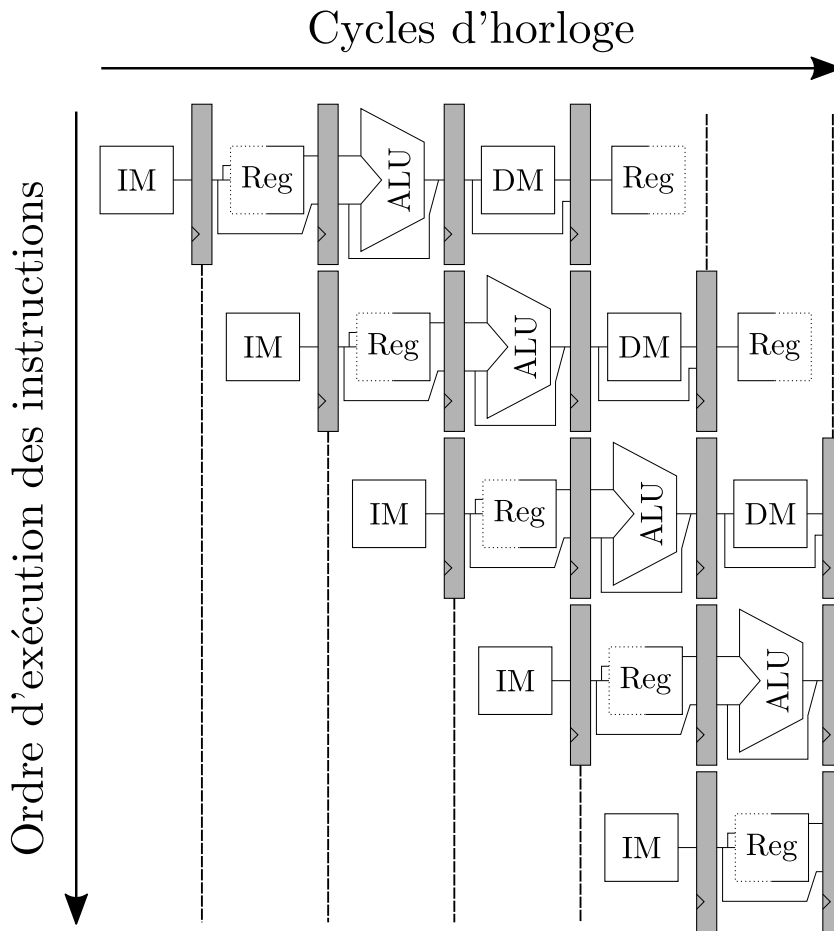 Cycles d'horloge
Ordre d'exécution des instructions
IM Reg ALU DM Reg
IM Reg ALU DM Reg
IM Reg ALU DM
IM Reg ALU
IM Reg